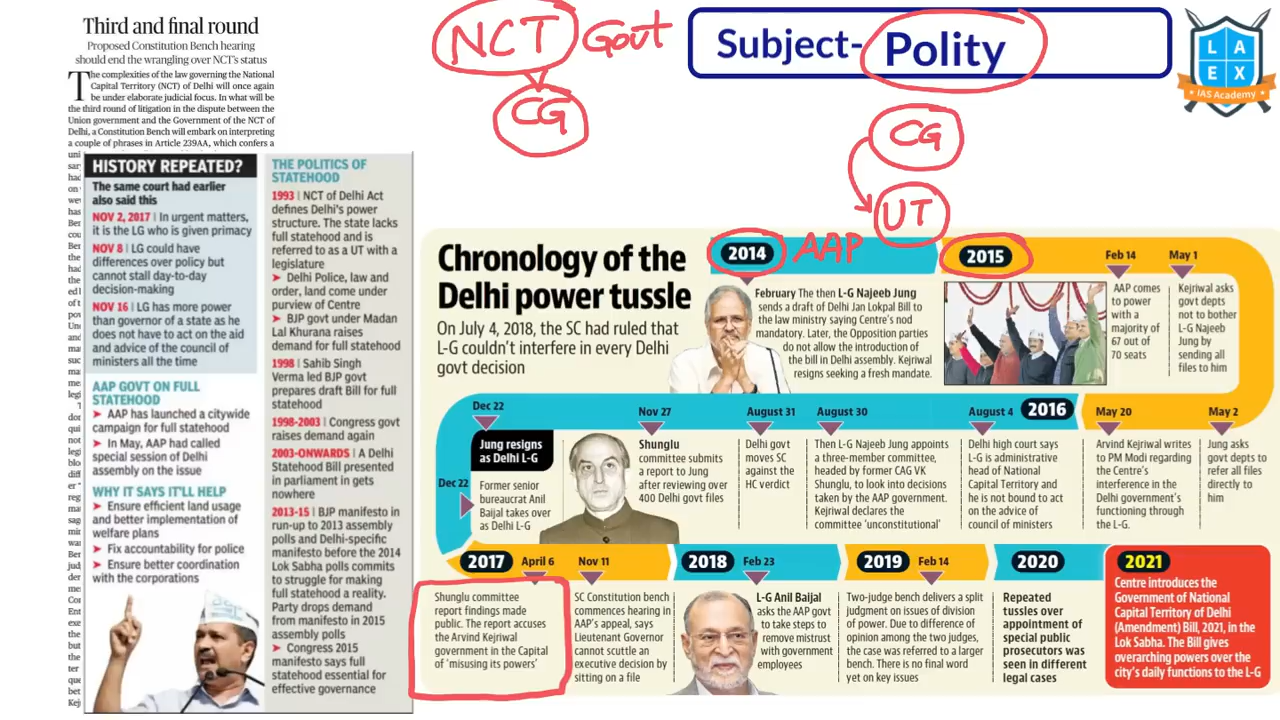 Third and final round
Proposed Constitution Bench hearing
should end the wrangling over NCT's status
The complexities of the law governing the National
Capital Territory (NCT) of Delhi will once again
be under elaborate judicial focus. In what will be
the third round of litigation in the dispute between the
Union government and the Government of the NCT of
Delhi, a Constitution Bench will embark on interpreting
a couple of phrases in Article 239AA, which confers a
NCT Govt
CG
Subject- Polity
L A
E X
IAS Academy
CG
UT
HISTORY REPEATED?
The same court had earlier
also said this
NOV 2, 2017 | In urgent matters,
it is the LG who is given primacy
NOV 8 | LG could have
differences over policy but
cannot stall day-to-day
decision-making
NOV 16 | LG has more power
than governor of a state as he
does not have to act on the aid
and advice of the council of
ministers all the time
AAP GOVT ON FULL
STATEHOOD
➤ AAP has launched a citywide
campaign for full statehood
➤ In May, AAP had called
special session of Delhi
assembly on the issue
WHY IT SAYS IT'LL HELP
➤ Ensure efficient land usage
and better implementation of
welfare plans
➤ Fix accountability for police
➤ Ensure better coordination
with the corporations
THE POLITICS OF
STATEHOOD
1993 | NCT of Delhi Act
defines Delhi's power
structure. The state lacks
full statehood and is
referred to as a UT with a
legislature
➤ Delhi Police, law and
order, land come under
purview of Centre
➤ BJP govt under Madan
Lal Khurana raises
demand for full statehood
1998 | Sahib Singh
Verma led BJP govt
prepares draft Bill for full
statehood
1998-2003 | Congress govt
raises demand again
2003-ONWARDS | A Delhi
Statehood Bill presented
in parliament in gets
nowhere
2013-15 | BJP manifesto in
run-up to 2013 assembly
polls and Delhi-specific
manifesto before the 2014
Lok Sabha polls commits
to struggle for making
full statehood a reality.
Party drops demand
from manifesto in 2015
assembly polls
➤ Congress 2015
manifesto says full
statehood essential for
effective governance
Chronology of the
Delhi power tussle
On July 4, 2018, the SC had ruled that
L-G couldn't interfere in every Delhi
govt decision
2014 AAP
February The then L-G Najeeb Jung
sends a draft of Delhi Jan Lokpal Bill to
the law ministry saying Centre's nod
mandatory. Later, the Opposition parties
do not allow the introduction of
the bill in Delhi assembly. Kejriwal
resigns seeking a fresh mandate.
2015
Feb 14
AAP comes
to power
with a
majority of
67 out of
70 seats
May 1
Kejriwal asks
govt depts
not to bother
L-G Najeeb
Jung by
sending all
files to him
May 2
Jung asks
govt depts to
refer all files
directly to
him
May 20
Arvind Kejriwal writes
to PM Modi regarding
the Centre's
interference in the
Delhi government's
functioning through
the L-G.
2016
August 4
Delhi high court says
L-G is administrative
head of National
Capital Territory and
he is not bound to act
on the advice of
council of ministers
August 30
Then L-G Najeeb Jung appoints
a three-member committee,
headed by former CAG VK
Shunglu, to look into decisions
taken by the AAP government.
Kejriwal declares the
committee 'unconstitutional'
August 31
Delhi govt
moves SC
against the
HC verdict
Nov 27
Shunglu
committee submits
a report to Jung
after reviewing over
400 Delhi govt files
Dec 22
Jung resigns
as Delhi L-G
Dec 22
Former senior
bureaucrat Anil
Baijal takes over
as Delhi L-G
2017
April 6
Shunglu committee
report findings made
public. The report accuses
the Arvind Kejriwal
government in the Capital
of 'misusing its powers'
Nov 11
SC Constitution bench
commences hearing in
AAP's appeal, says
Lieutenant Governor
cannot scuttle an
executive decision by
sitting on a file
2018
Feb 23
L-G Anil Baijal
asks the AAP govt
to take steps to
remove mistrust
with government
employees
2019
Feb 14
Two-judge bench delivers a split
judgment on issues of division
of power. Due to difference of
opinion among the two judges,
the case was referred to a larger
bench. There is no final word
yet on key issues
2020
Repeated
tussles over
appointment of
special public
prosecutors was
seen in different
legal cases
2021
Centre introduces the
Government of National
Capital Territory of Delhi
(Amendment) Bill, 2021, in the
Lok Sabha. The Bill gives
overarching powers over the
city's daily functions to the L-G